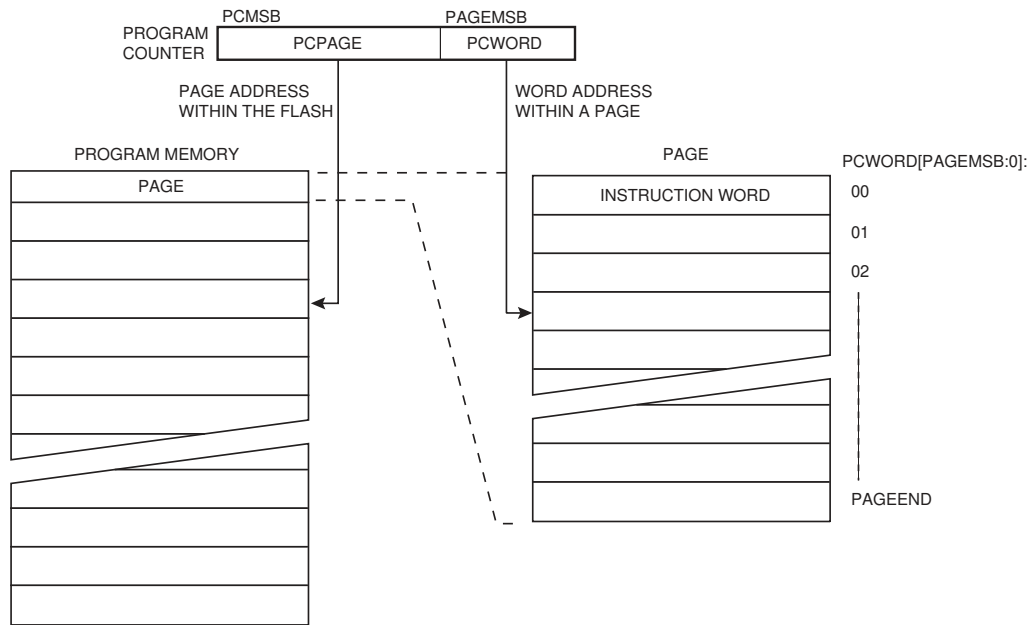 PCMSB PAGEMSB
PROGRAM
COUNTER
PCPAGE PCWORD
PAGE ADDRESS
WITHIN THE FLASH
WORD ADDRESS
WITHIN A PAGE
PROGRAM MEMORY
PAGE
PAGE
PCWORD[PAGEMSB:0]:
INSTRUCTION WORD
00
01
02
PAGEEND